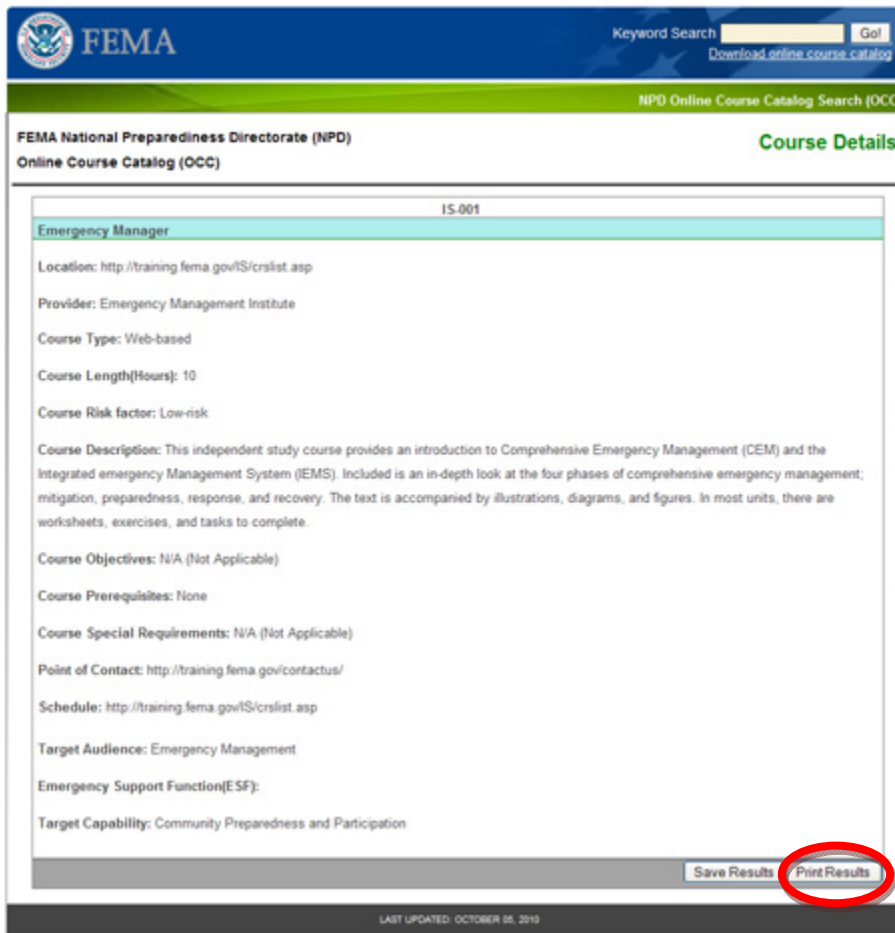 FEMA
Keyword Search
Go!
Download online course catalog
NPD Online Course Catalog Search (OCC
FEMA National Preparediness Directorate (NPD)
Online Course Catalog (OCC)
Course Details
IS-001
Emergency Manager
Location: http://training.fema.gov/IS/crslist.asp
Provider: Emergency Management Institute
Course Type: Web-based
Course Length(Hours): 10
Course Risk factor: Low-risk
Course Description: This independent study course provides an introduction to Comprehensive Emergency Management (CEM) and the
Integrated emergency Management System (IEMS). Included is an in-depth look at the four phases of comprehensive emergency management;
mitigation, preparedness, response, and recovery. The text is accompanied by illustrations, diagrams, and figures. In most units, there are
worksheets, exercises, and tasks to complete.
Course Objectives: N/A (Not Applicable)
Course Prerequisites: None
Course Special Requirements: N/A (Not Applicable)
Point of Contact: http://training.fema.gov/contactus/
Schedule: http://training.fema.gov/IS/crslist.asp
Target Audience: Emergency Management
Emergency Support Function(ESF):
Target Capability: Community Preparedness and Participation
Save Results
Print Results
LAST UPDATED: OCTOBER 05, 2010